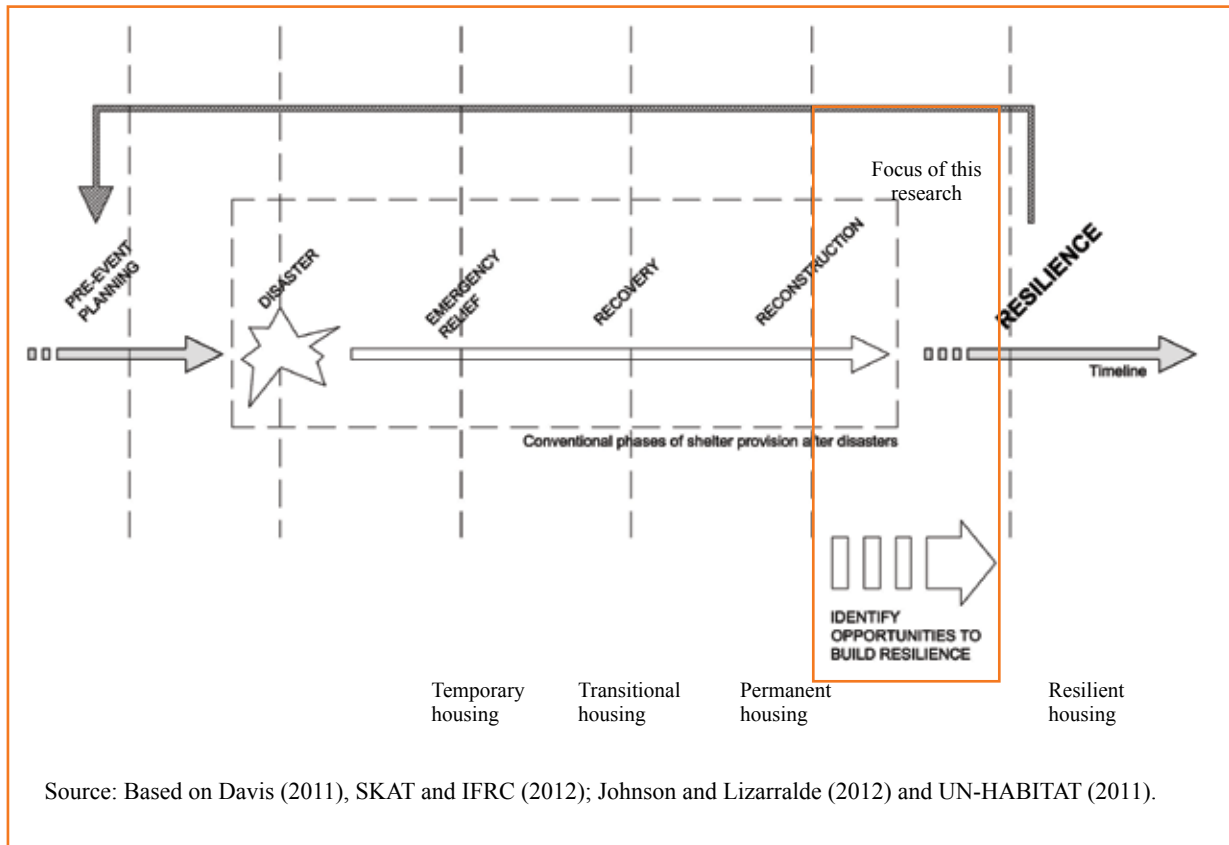 Focus of this
research
PRE-EVENT
PLANNING
DISASTER
EMERGENCY
RELIEF
RECOVERY
RECONSTRUCTION
RESILIENCE
Timeline
Conventional phases of shelter provision after disasters
IDENTIFY
OPPORTUNITIES TO
BUILD RESILIENCE
Temporary
housing
Transitional
housing
Permanent
housing
Resilient
housing
Source: Based on Davis (2011), SKAT and IFRC (2012); Johnson and Lizarralde (2012) and UN-HABITAT (2011).